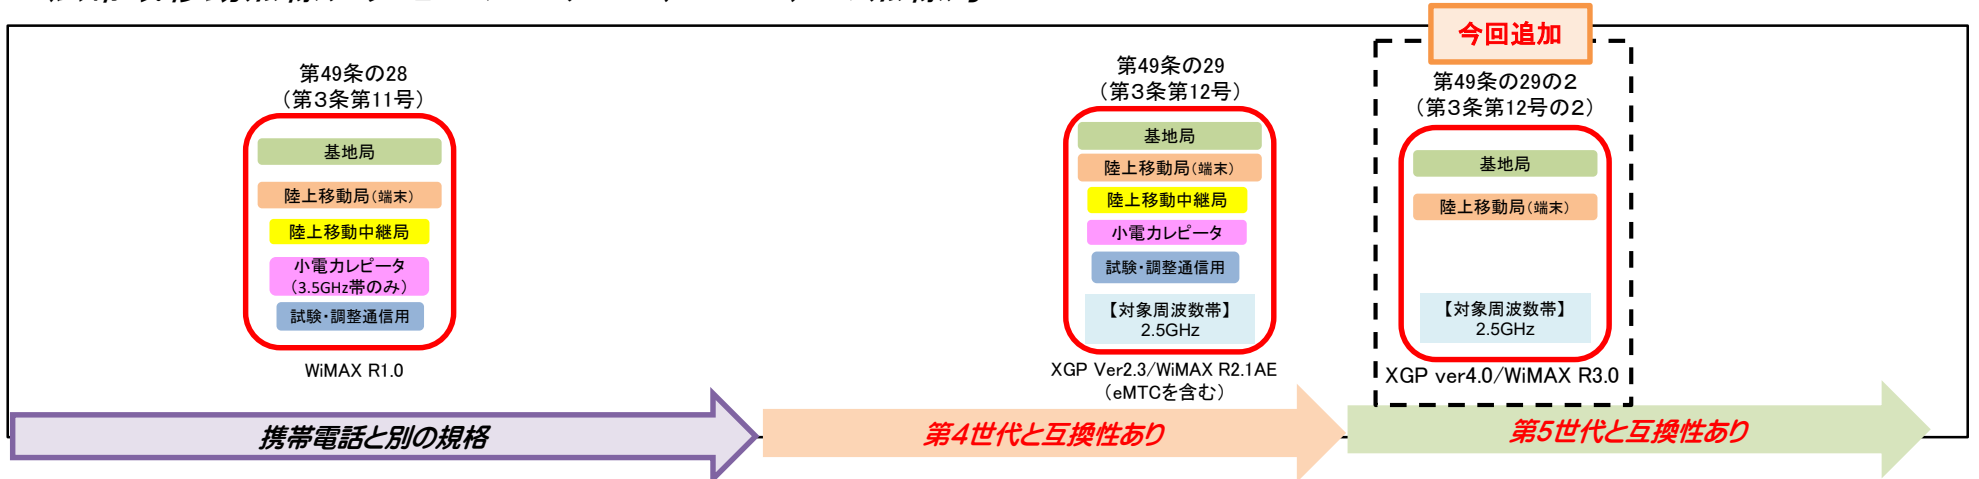 今回追加
第49条の28
（第3条第11号）
基地局
陸上移動局（端末）
陸上移動中継局
小電力レピータ
（3.5GHz帯のみ）
試験・調整通信用
WiMAX R1.0
第49条の29
（第3条第12号）
基地局
陸上移動局（端末）
陸上移動中継局
小電力レピータ
試験・調整通信用
【対象周波数帯】
2.5GHz
XGP Ver2.3/WiMAX R2.1AE
（eMTCを含む）
第49条の29の2
（第3条第12号の2）
基地局
陸上移動局（端末）
【対象周波数帯】
2.5GHz
XGP ver4.0/WiMAX R3.0
携帯電話と別の規格
第4世代と互換性あり
第5世代と互換性あり